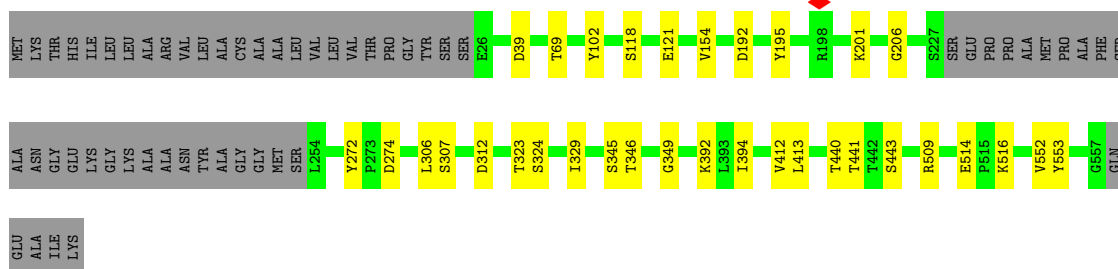 MET LYS THR HIS ILE LEU LEU ALA ARG VAL LEU ALA CYS ALA ALA LEU VAL LEU VAL THR PRO GLY TYR SER SER E26 D39 T69 Y102 S118 E121 V154 D192 Y195 R198 K201 G206 S227 SER GLU PRO PRO ALA MET PRO ALA PHE SER
ALA ASN GLY GLU LYS GLY LYS ALA ALA ASN TYR ALA GLY GLY MET SER L254 Y272 P273 D274 L306 S307 D312 T323 S324 I329 S345 T346 G349 K392 L393 I394 V412 L413 T440 T441 T442 S443 R509 E514 P515 K516 V552 Y553 G557 GLN
GLU ALA ILE LYS